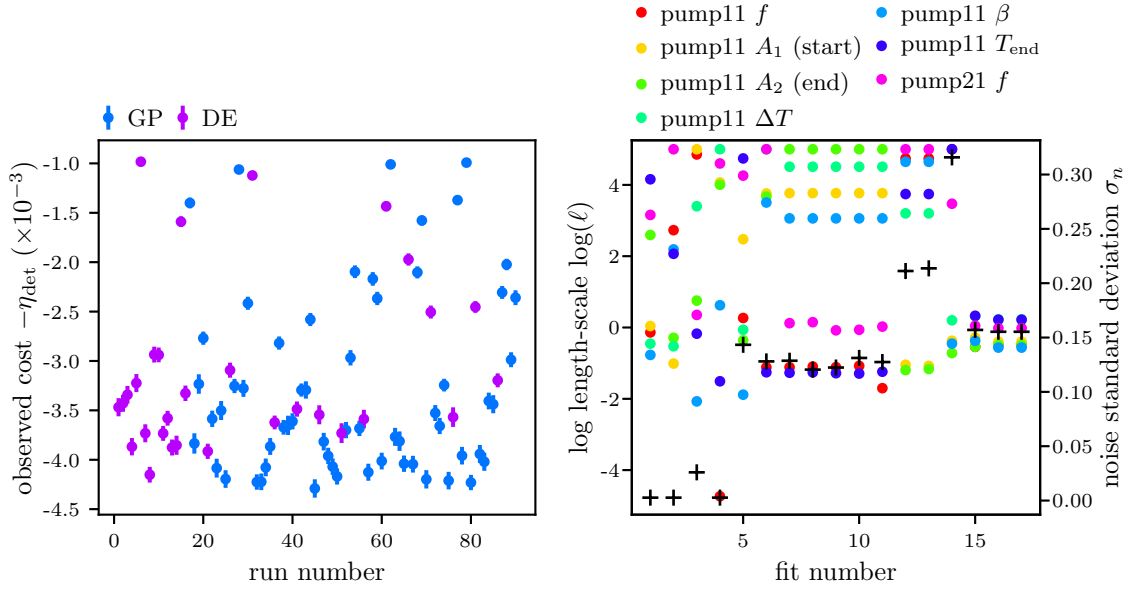 pump11 f
pump11 β
pump11 A₁ (start)
pump11 T_end
pump11 A₂ (end)
pump21 f
pump11 ΔT
GP
DE
observed cost −η_det (×10⁻³)
-1.0
-1.5
-2.0
-2.5
-3.0
-3.5
-4.0
-4.5
0
20
40
60
80
run number
log length-scale log(ℓ)
4
2
0
-2
-4
5
10
15
fit number
0.30
0.25
0.20
0.15
0.10
0.05
0.00
noise standard deviation σₙ